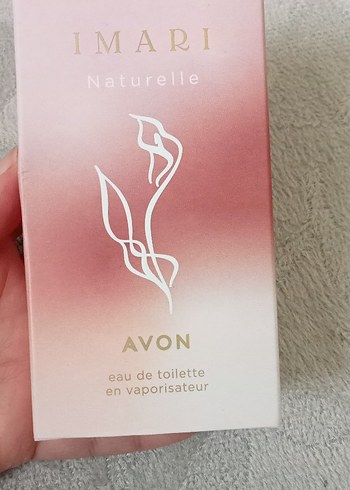 IMARI
Naturelle
AVON
eau de toilette
en vaporisateur